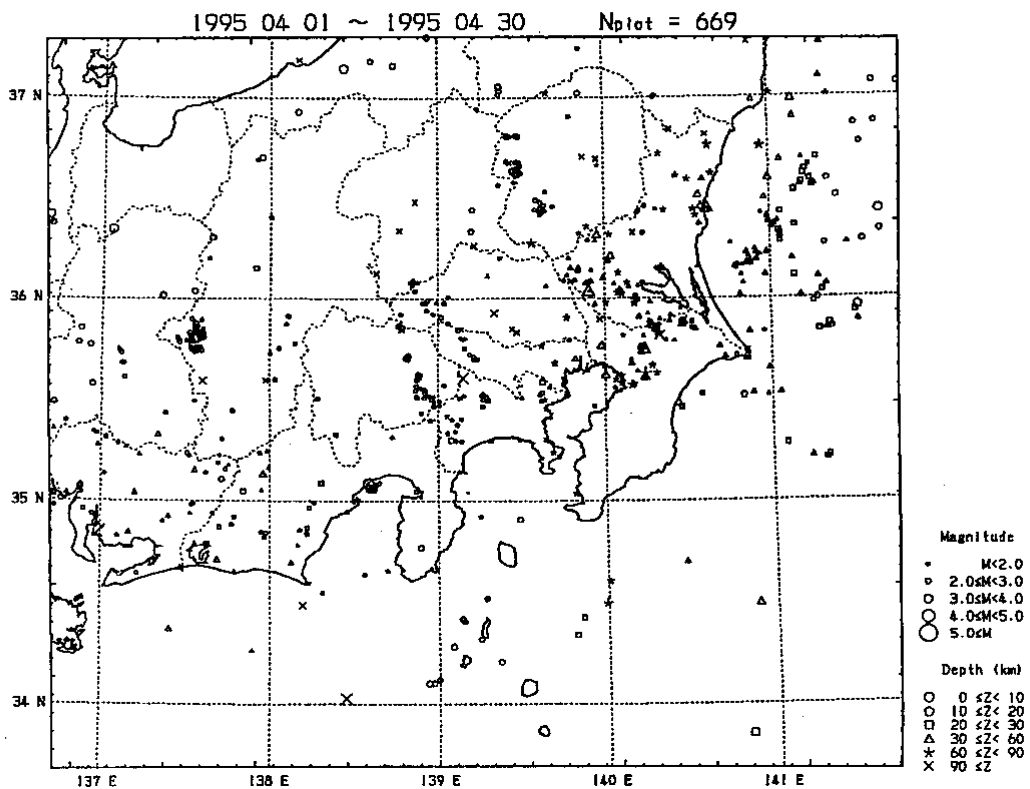 1995 04 01 ~ 1995 04 30 Nplot = 669
37 N
36 N
35 N
34 N
137 E 138 E 139 E 140 E 141 E
Magnitude
M<2.0
2.0≤M<3.0
3.0≤M<4.0
4.0≤M<5.0
5.0≤M
Depth (km)
0 ≤Z< 10
10 ≤Z< 20
20 ≤Z< 30
30 ≤Z< 60
60 ≤Z< 90
90 ≤Z